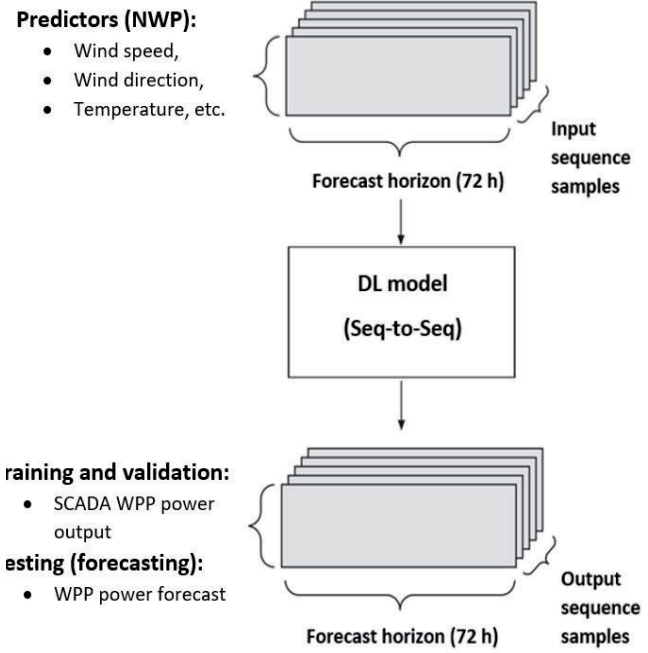 Predictors (NWP):
• Wind speed,
• Wind direction,
• Temperature, etc.
Input
sequence
samples
Forecast horizon (72 h)
DL model
(Seq-to-Seq)
raining and validation:
• SCADA WPP power
output
esting (forecasting):
• WPP power forecast
Output
sequence
samples
Forecast horizon (72 h)